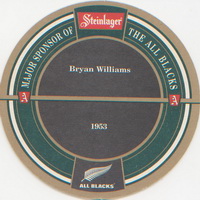 Steinlager
MAJOR SPONSOR OF
THE ALL BLACKS
Bryan Williams
1953
ALL BLACKS